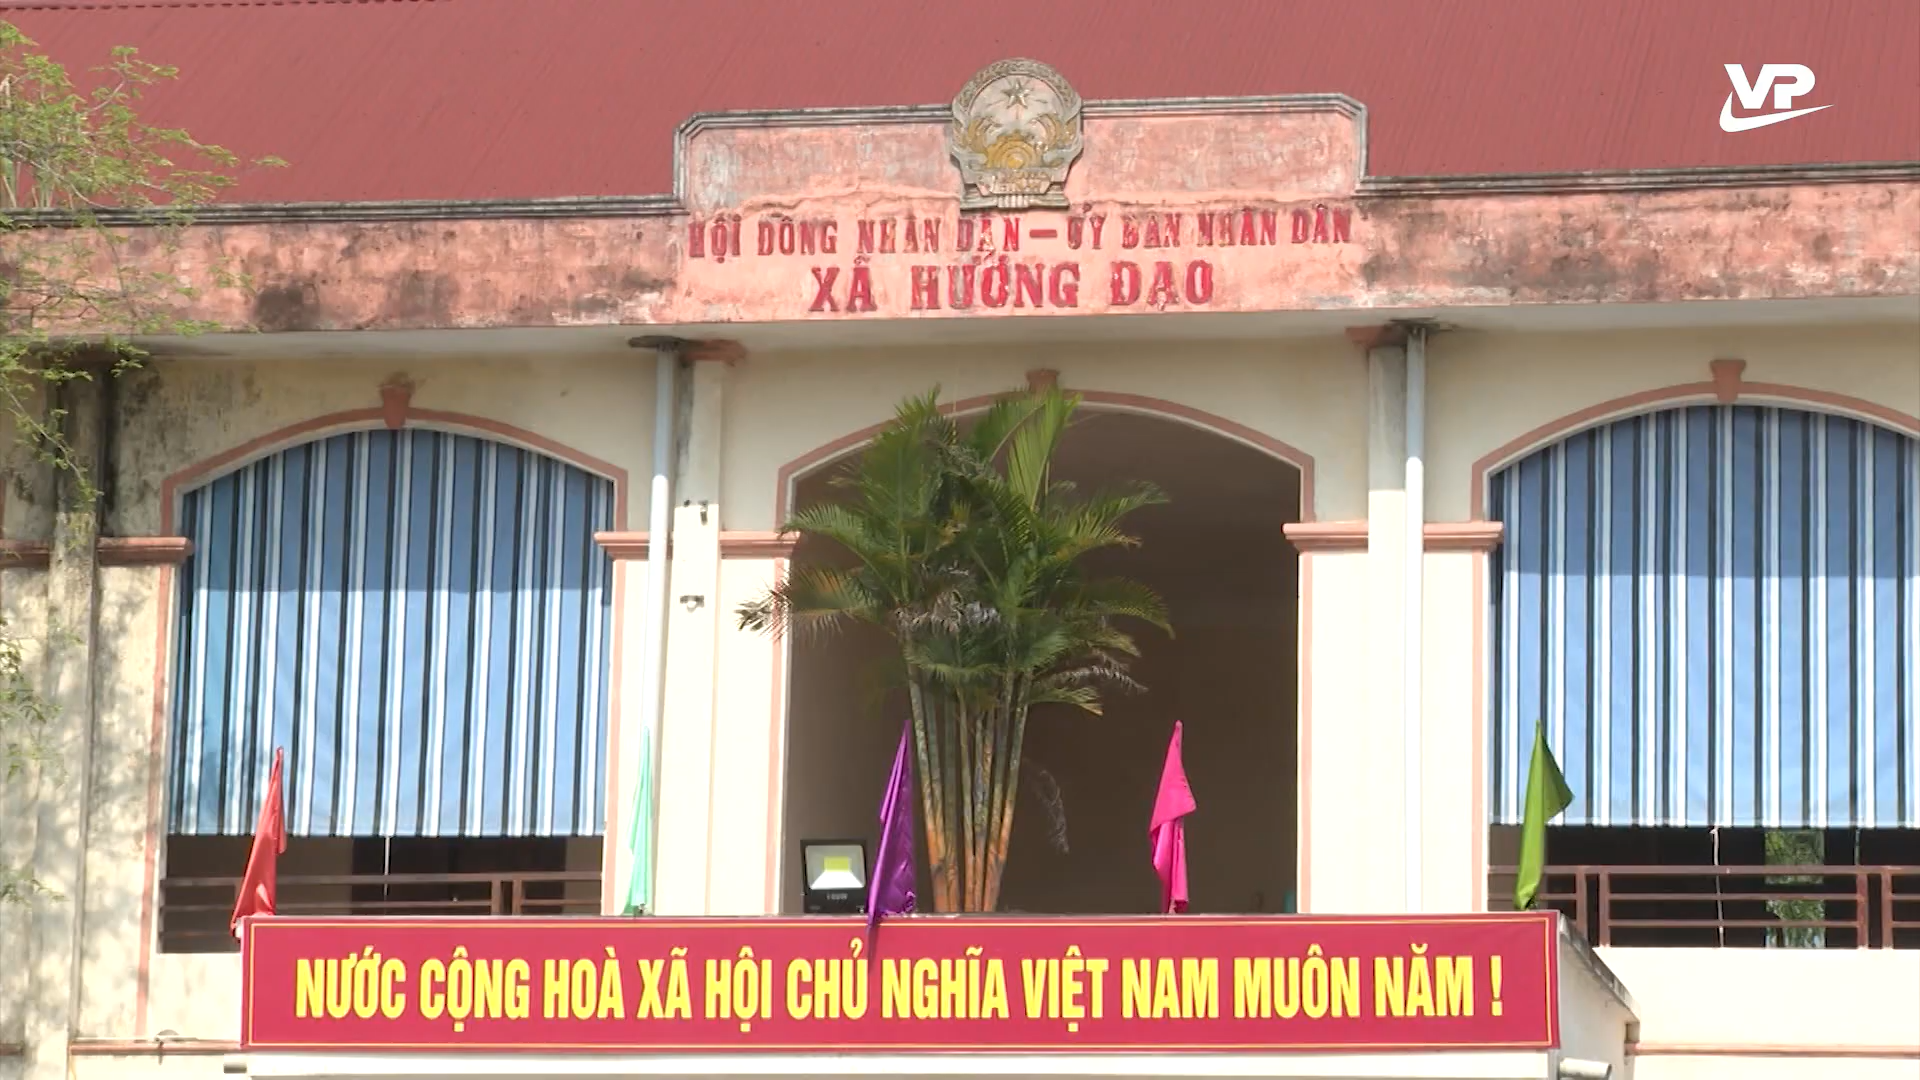 VP
HỘI ĐỒNG NHÂN DÂN – ỦY BAN NHÂN DÂN
XÃ HƯỚNG ĐẠO
NƯỚC CỘNG HOÀ XÃ HỘI CHỦ NGHĨA VIỆT NAM MUÔN NĂM !